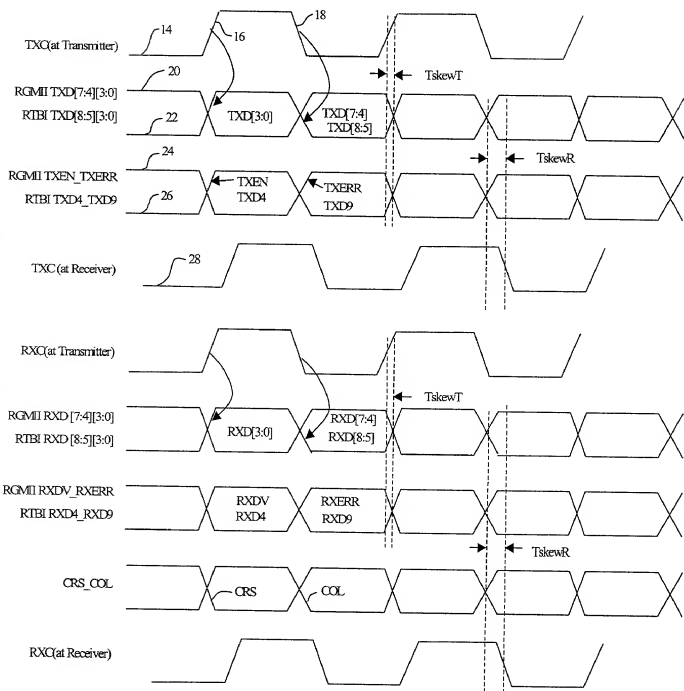 14
16
18
TXC(at Transmitter)
20
TskewT
RGMII TXD[7:4][3:0]
RTBI TXD[8:5][3:0]
22
TXD[3:0]
TXD[7:4]
TXD[8:5]
24
TskewR
RGMII TXEN_TXERR
RTBI TXD4_TXD9
26
TXEN
TXD4
TXERR
TXD9
TXC(at Receiver)
28
RXC(at Transmitter)
TskewT
RGMII RXD [7:4][3:0]
RTBI RXD [8:5][3:0]
RXD[3:0]
RXD[7:4]
RXD[8:5]
RGMII RXDV_RXERR
RTBI RXD4_RXD9
RXDV
RXD4
RXERR
RXD9
TskewR
CRS_COL
CRS
COL
RXC(at Receiver)